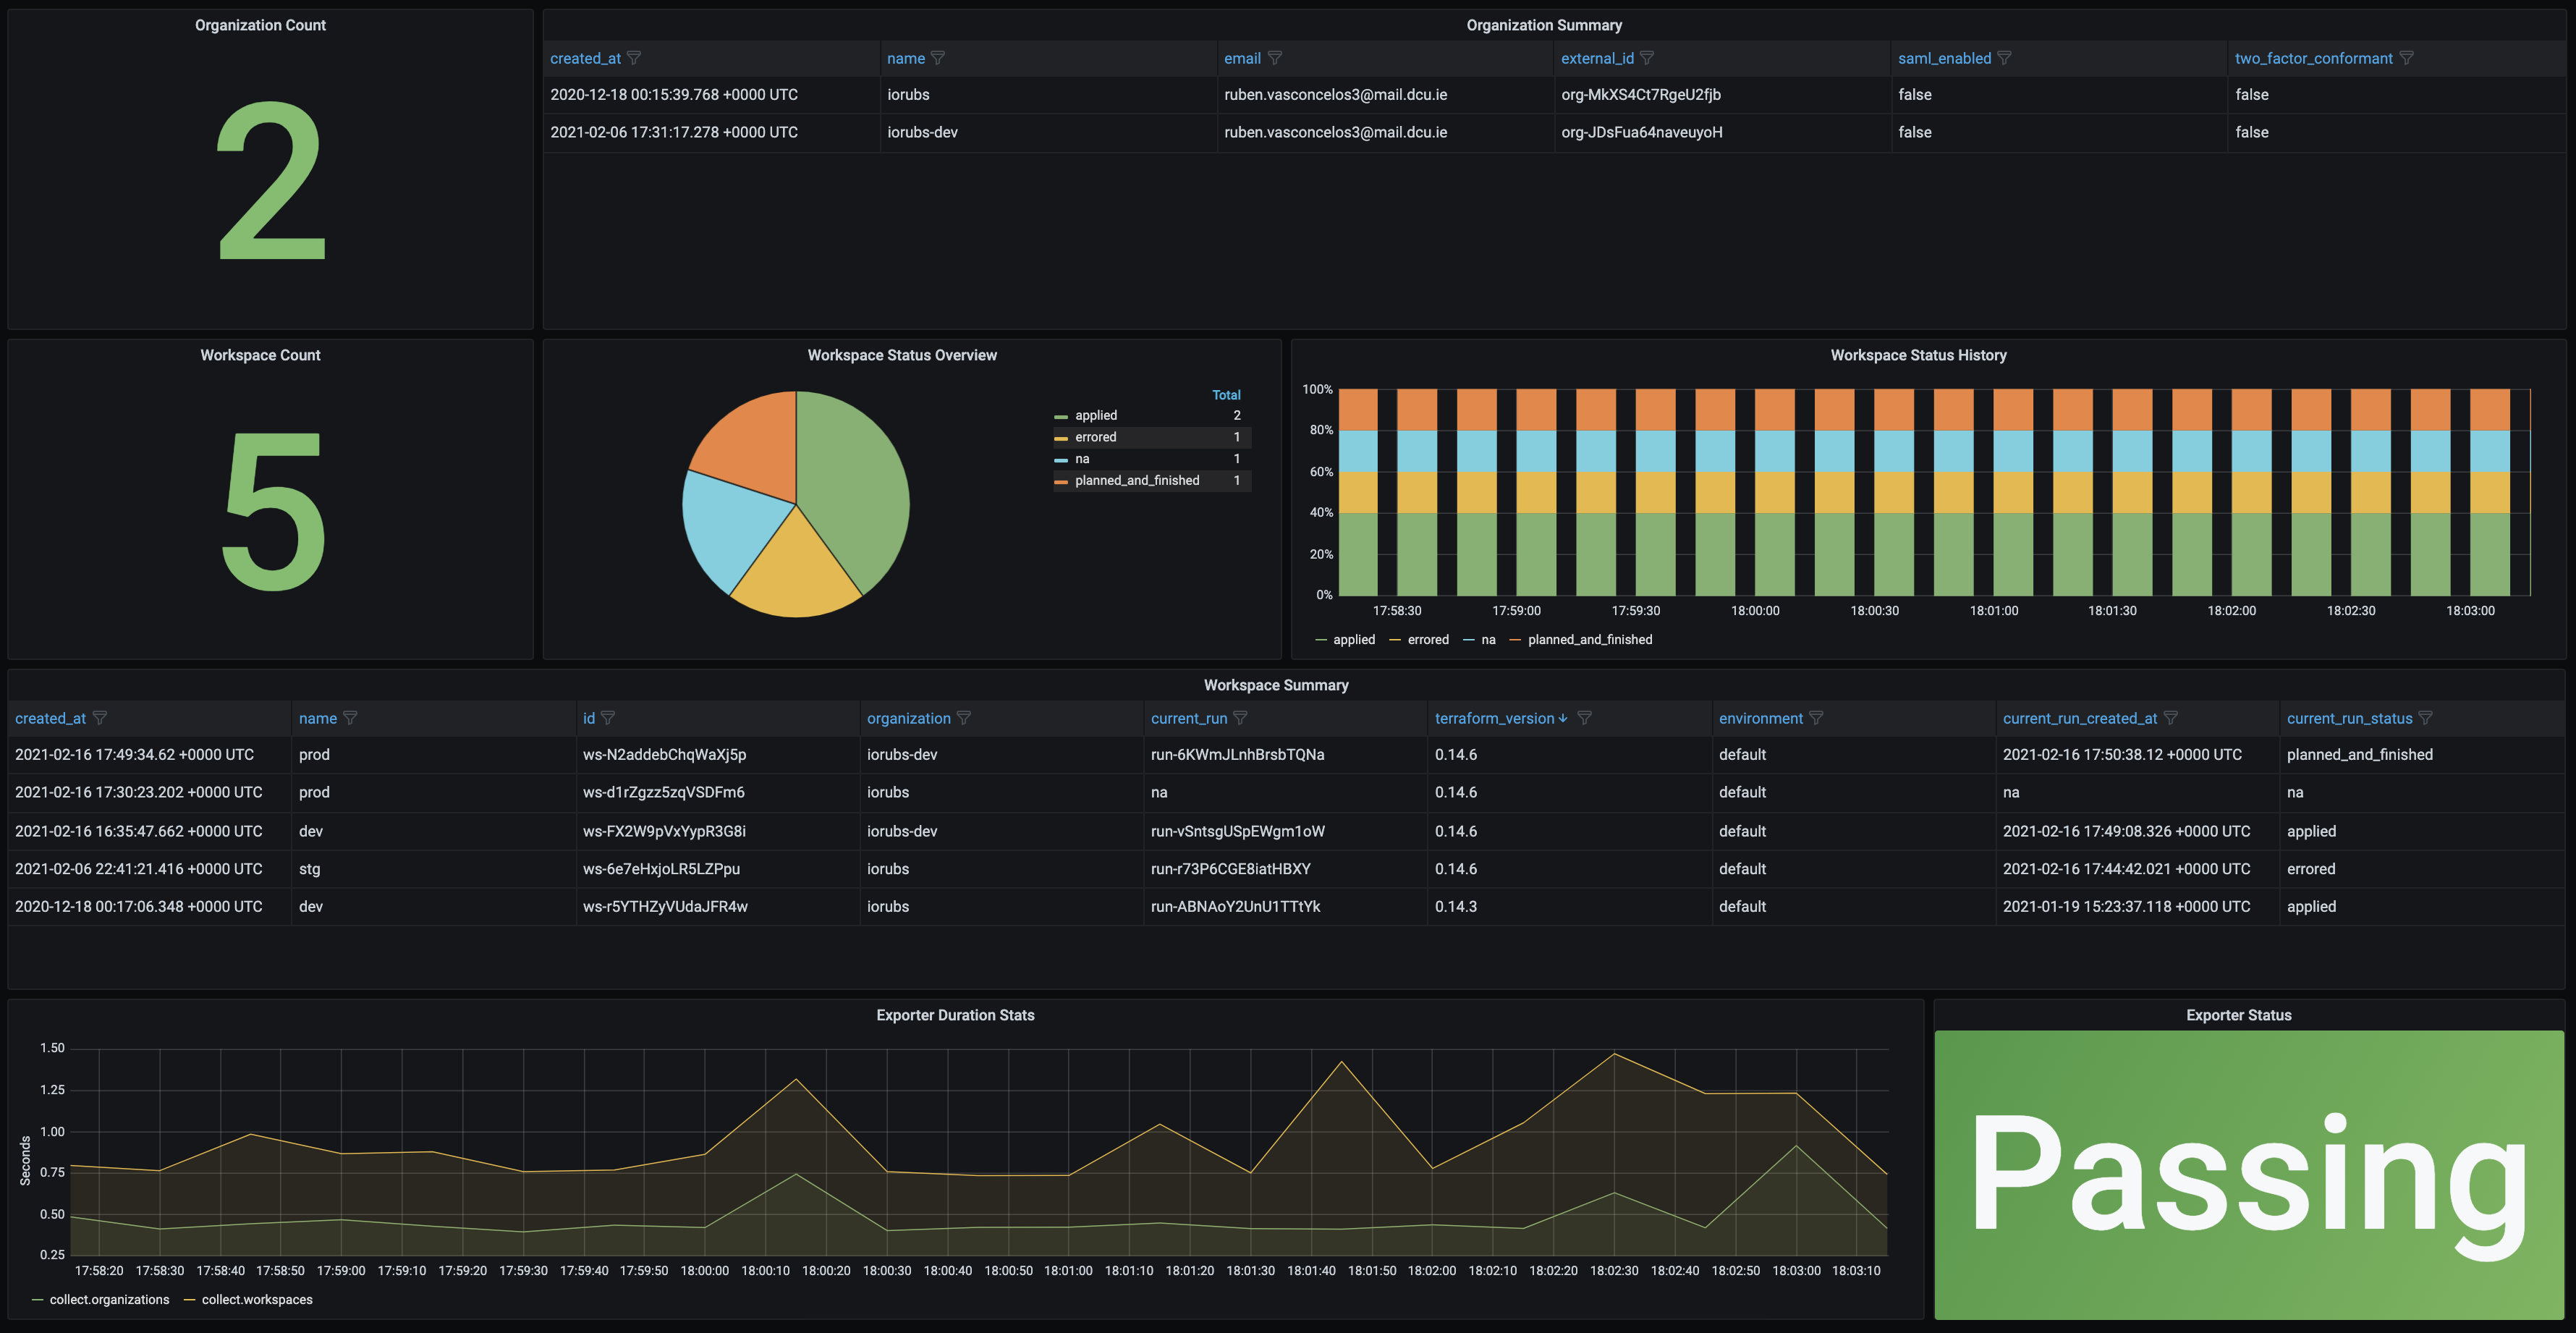 Organization Count
2
Organization Summary
created_at name email external_id saml_enabled two_factor_conformant
2020-12-18 00:15:39.768 +0000 UTC iorubs ruben.vasconcelos3@mail.dcu.ie org-MkXS4Ct7RgeU2fjb false false
2021-02-06 17:31:17.278 +0000 UTC iorubs-dev ruben.vasconcelos3@mail.dcu.ie org-JDsFua64naveuyoH false false
Workspace Count
5
Workspace Status Overview
Total
applied 2
errored 1
na 1
planned_and_finished 1
Workspace Status History
100%
80%
60%
40%
20%
0%
17:58:30 17:59:00 17:59:30 18:00:00 18:00:30 18:01:00 18:01:30 18:02:00 18:02:30 18:03:00
applied errored na planned_and_finished
Workspace Summary
created_at name id organization current_run terraform_version environment current_run_created_at current_run_status
2021-02-16 17:49:34.62 +0000 UTC prod ws-N2addebChqWaXj5p iorubs-dev run-6KWmJLnhBrsbTQNa 0.14.6 default 2021-02-16 17:50:38.12 +0000 UTC planned_and_finished
2021-02-16 17:30:23.202 +0000 UTC prod ws-d1rZgzz5zqVSDFm6 iorubs na 0.14.6 default na na
2021-02-16 16:35:47.662 +0000 UTC dev ws-FX2W9pVxYypR3G8i iorubs-dev run-vSntsgUSpEWgm1oW 0.14.6 default 2021-02-16 17:49:08.326 +0000 UTC applied
2021-02-06 22:41:21.416 +0000 UTC stg ws-6e7eHxjoLR5LZPpu iorubs run-r73P6CGE8iatHBXY 0.14.6 default 2021-02-16 17:44:42.021 +0000 UTC errored
2020-12-18 00:17:06.348 +0000 UTC dev ws-r5YTHZyVUdaJFR4w iorubs run-ABNAoY2UnU1TTtYk 0.14.3 default 2021-01-19 15:23:37.118 +0000 UTC applied
Exporter Duration Stats
Seconds
1.50
1.25
1.00
0.75
0.50
0.25
17:58:20 17:58:30 17:58:40 17:58:50 17:59:00 17:59:10 17:59:20 17:59:30 17:59:40 17:59:50 18:00:00 18:00:10 18:00:20 18:00:30 18:00:40 18:00:50 18:01:00 18:01:10 18:01:20 18:01:30 18:01:40 18:01:50 18:02:00 18:02:10 18:02:20 18:02:30 18:02:40 18:02:50 18:03:00 18:03:10
collect.organizations collect.workspaces
Exporter Status
Passing